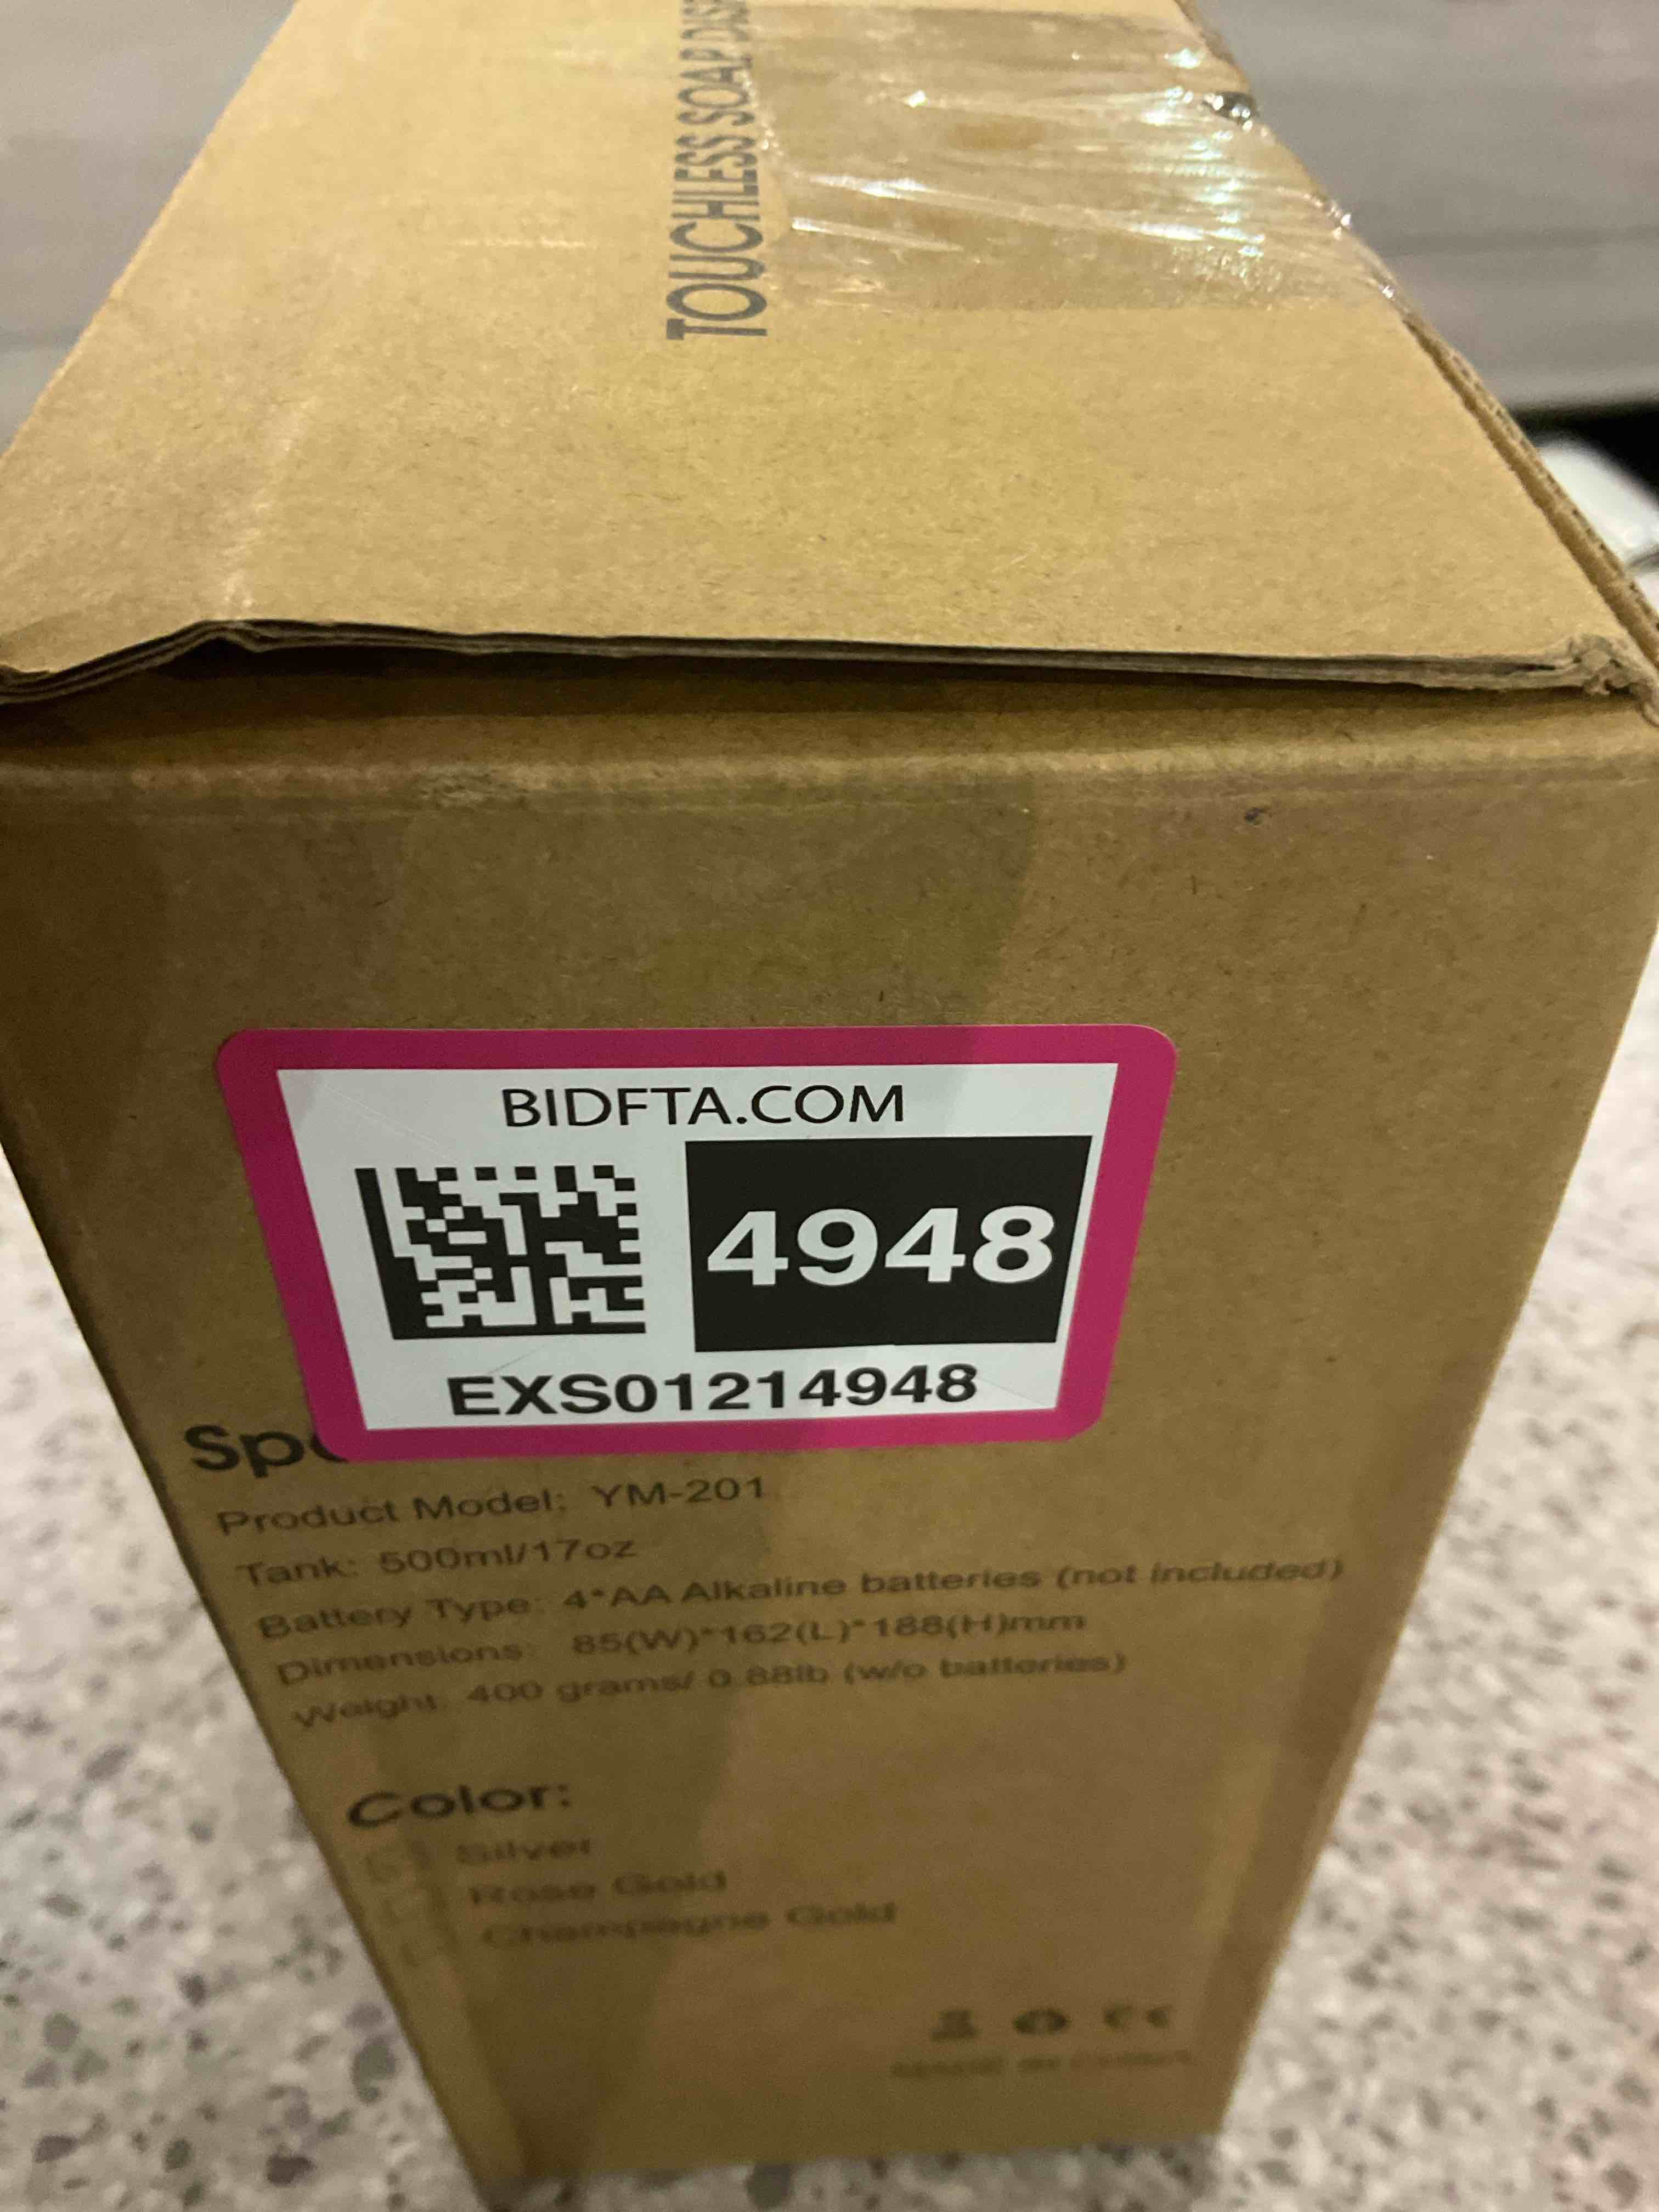 TOUCHLESS SOAP
BIDFTA.COM
4948
EXS01214948
Product Model: YM-201
Tank: 500ml/17oz
Battery Type: 4*AA Alkaline batteries (not included)
Dimensions: 85(W)*162(L)*188(H)mm
Weight: 400 grams/ 0.88lb (w/o batteries)
Color:
Silver
Rose Gold
Champagne Gold
CE